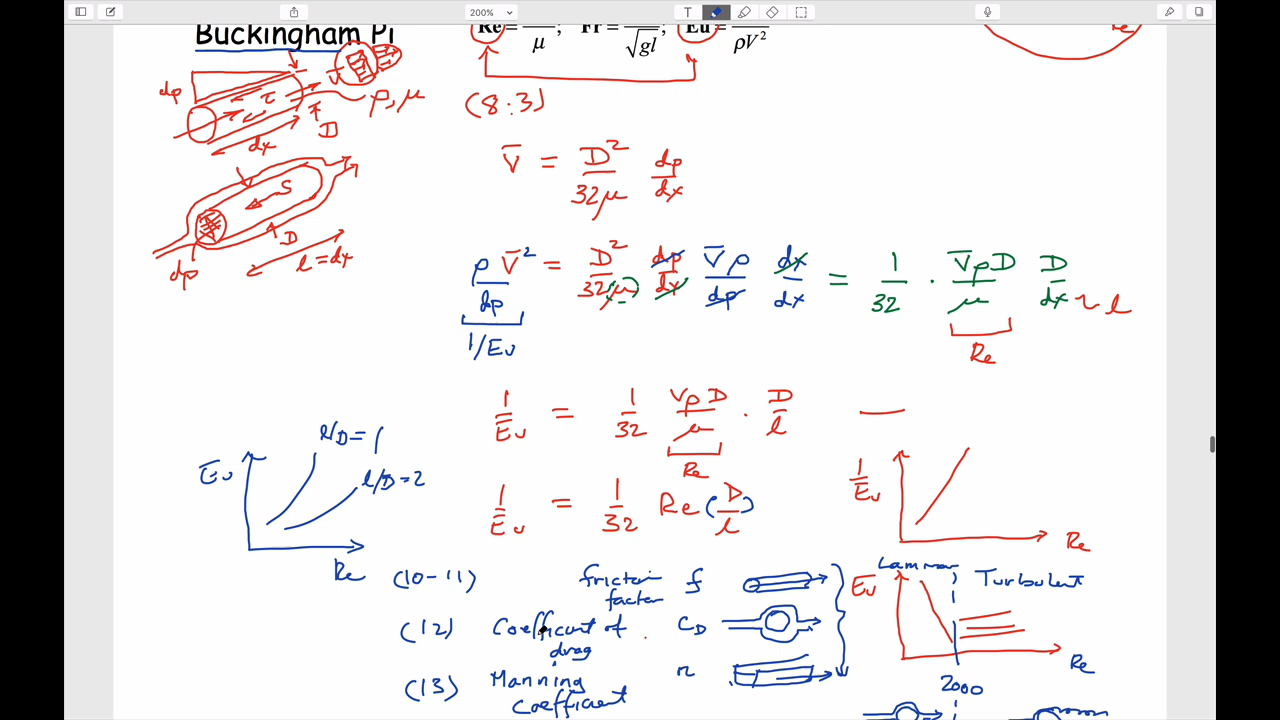 200%
T
Buckingham Pi
Re = / μ ; Fr = / √gl ; Eu = / ρV²
Re
dp
τ
V
ρ, μ
D
dx
(8:3)
V̄ = D²/32μ dp/dx
S
D
l = dx
dp
ρV̄²/dp = D²/32μ dp/dx V̄ρ/dp dx/dx = 1/32 · V̄ρD/μ D/dx ~ l
1/Eu
Re
1/Eu = 1/32 VρD/μ · D/l
Re
1/Eu = 1/32 Re (D/l)
Eu
l/D = 1
l/D = 2
Re
1/Eu
Re
(10-11) friction factor f
(12) Coefficient of drag CD
(13) Manning coefficient n
Laminar
Turbulent
Eu
Re
2000